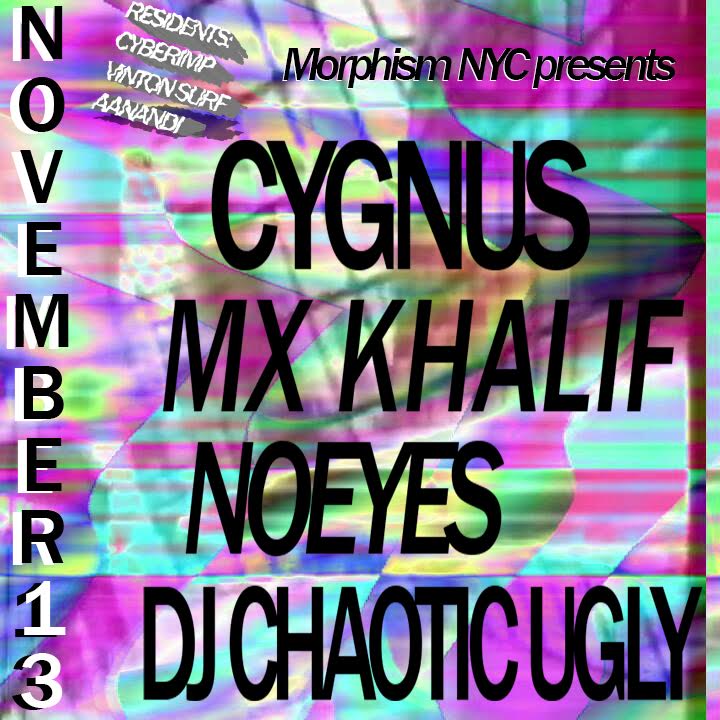 NOVEMBER13
RESIDENTS:
CYBERIMP
VINTON SURF
AANANDI
Morphism NYC presents
CYGNUS
MX KHALIF
NOEYES
DJ CHAOTIC UGLY